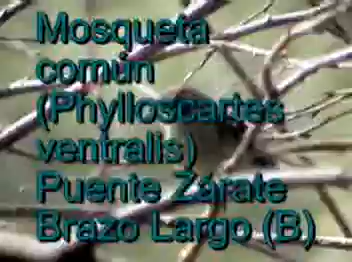 Mosqueta
común
(Phylloscartes
ventralis)
Puente Zárate
Brazo Largo (B)